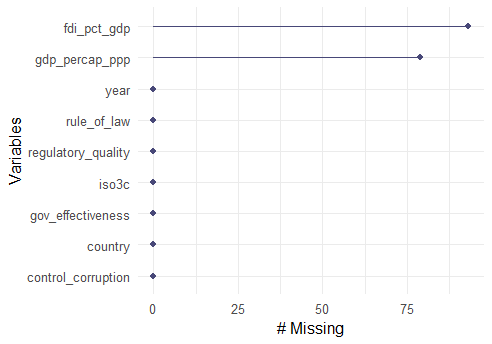 fdi_pct_gdp
gdp_percap_ppp
year
rule_of_law
regulatory_quality
iso3c
gov_effectiveness
country
control_corruption
Variables
0 25 50 75
# Missing